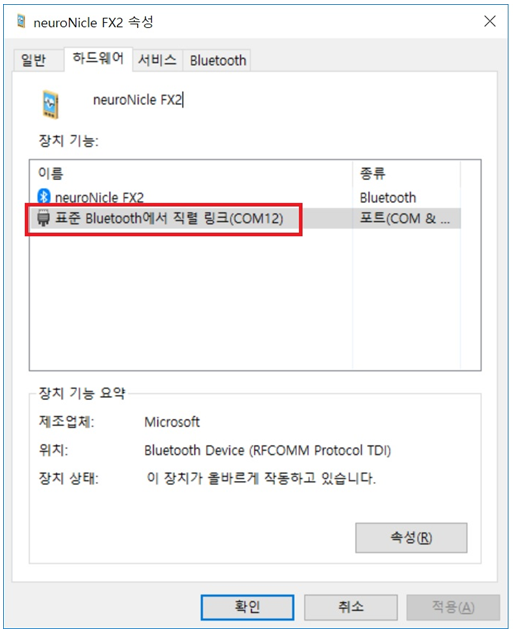 neuroNicle FX2 속성
일반 하드웨어 서비스 Bluetooth
neuroNicle FX2
장치 기능:
이름 종류
neuroNicle FX2 Bluetooth
표준 Bluetooth에서 직렬 링크(COM12) 포트(COM & ...
장치 기능 요약
제조업체: Microsoft
위치: Bluetooth Device (RFCOMM Protocol TDI)
장치 상태: 이 장치가 올바르게 작동하고 있습니다.
속성(R)
확인 취소 적용(A)